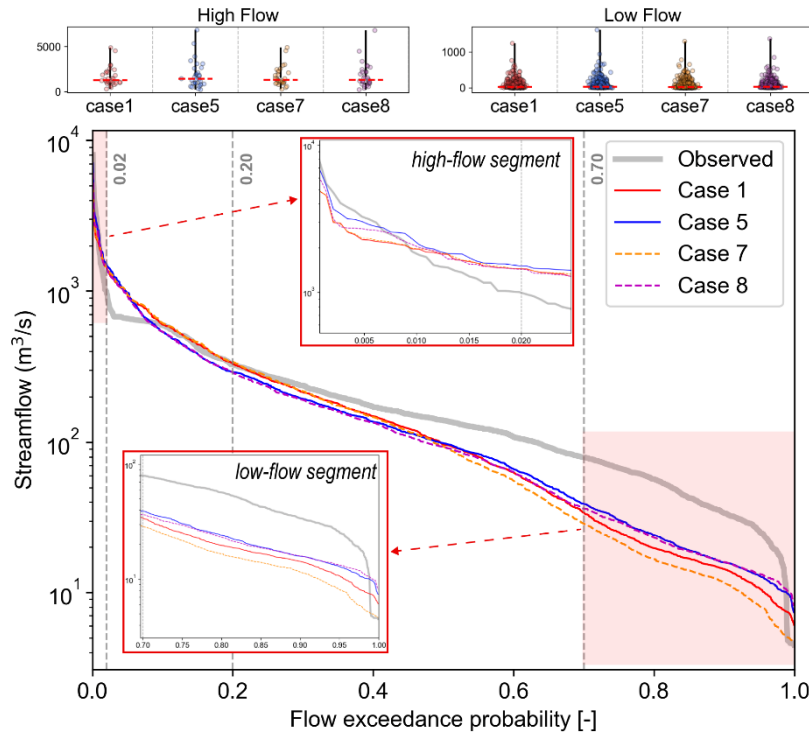 High Flow
Low Flow
5000
0
case1 case5 case7 case8
1000
0
case1 case5 case7 case8
10⁴
10³
10²
10¹
Streamflow (m³/s)
0.02
0.20
0.70
high-flow segment
10⁴
10³
0.005 0.010 0.015 0.020
Observed
Case 1
Case 5
Case 7
Case 8
low-flow segment
10²
10¹
0.70 0.75 0.80 0.85 0.90 0.95 1.00
0.0 0.2 0.4 0.6 0.8 1.0
Flow exceedance probability [-]